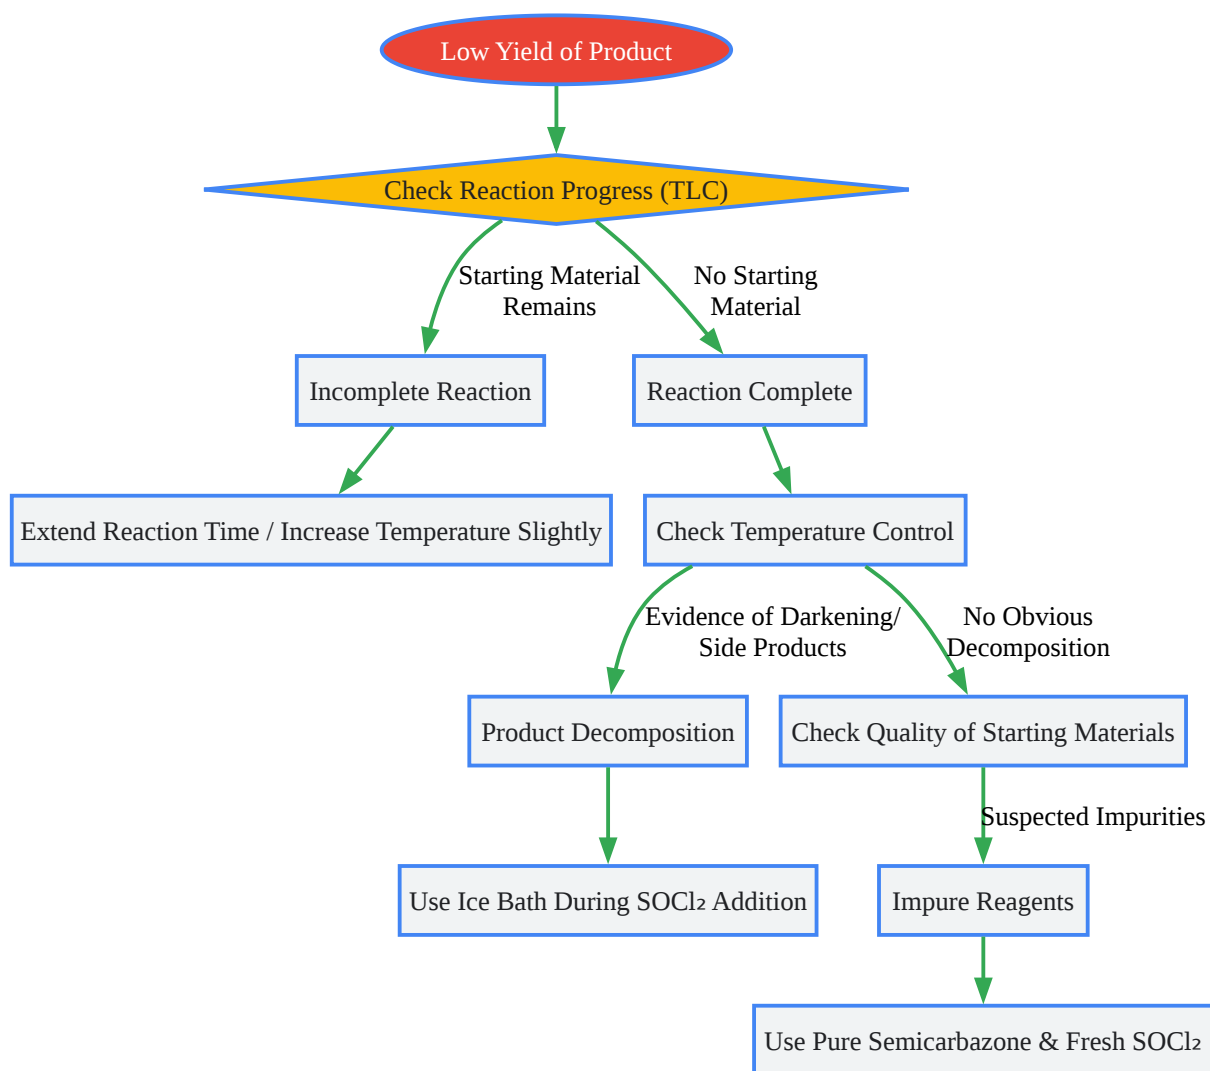 Low Yield of Product
Check Reaction Progress (TLC)
Starting Material
Remains
No Starting
Material
Incomplete Reaction
Reaction Complete
Extend Reaction Time / Increase Temperature Slightly
Check Temperature Control
Evidence of Darkening/
Side Products
No Obvious
Decomposition
Product Decomposition
Check Quality of Starting Materials
Suspected Impurities
Use Ice Bath During SOCl₂ Addition
Impure Reagents
Use Pure Semicarbazone & Fresh SOCl₂